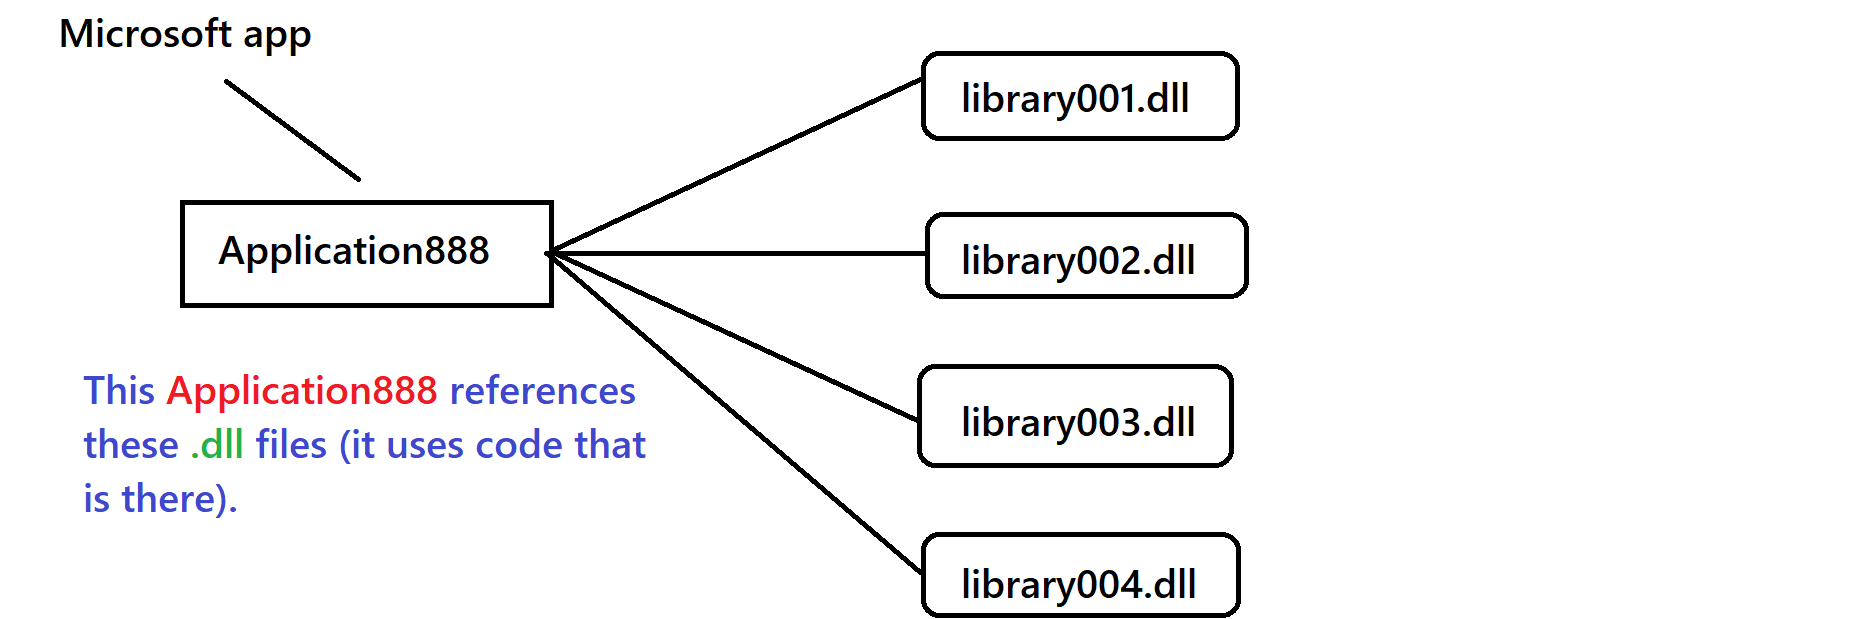 Microsoft app
Application888
library001.dll
library002.dll
library003.dll
library004.dll
This Application888 references
these .dll files (it uses code that
is there).